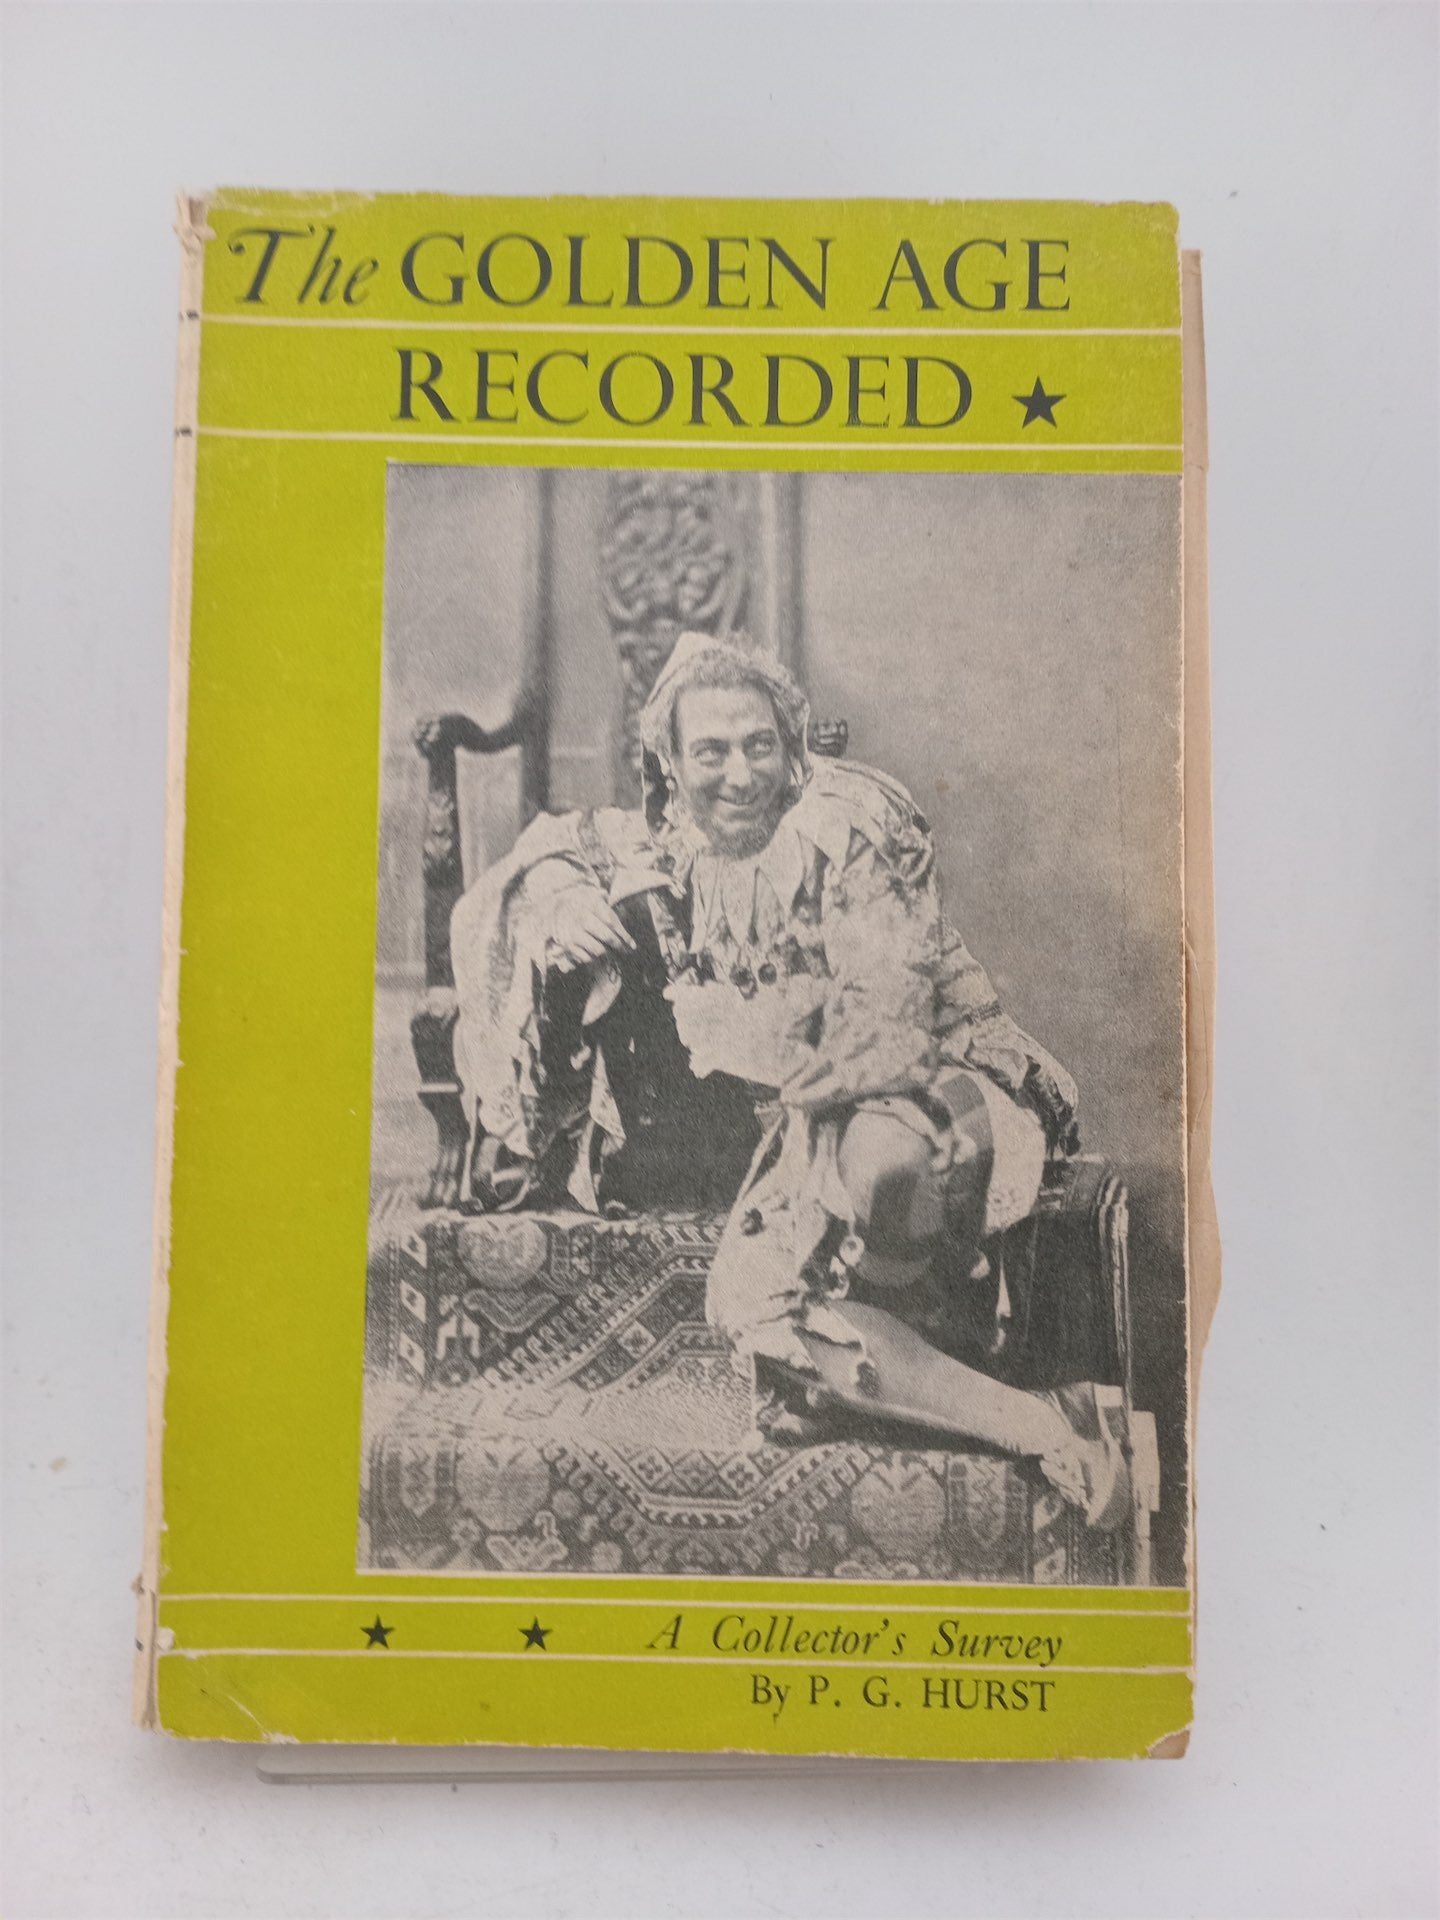 The GOLDEN AGE
RECORDED ★
★ ★ A Collector's Survey
By P. G. HURST